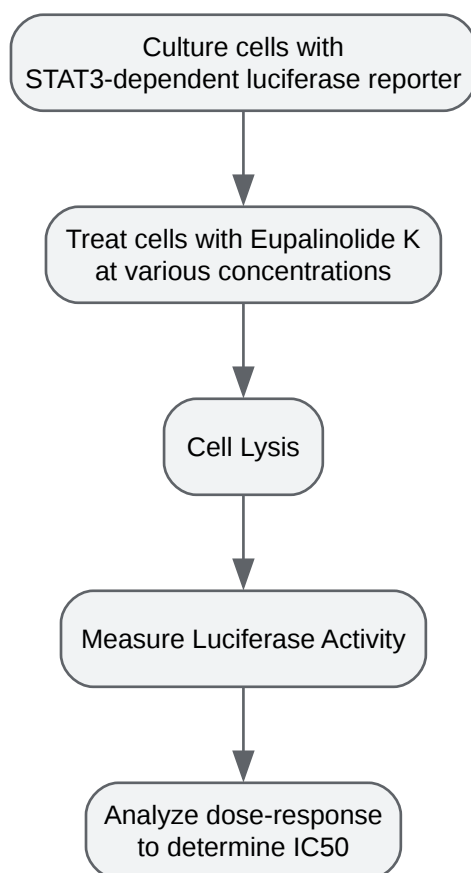 Culture cells with
STAT3-dependent luciferase reporter
Treat cells with Eupalinolide K
at various concentrations
Cell Lysis
Measure Luciferase Activity
Analyze dose-response
to determine IC50